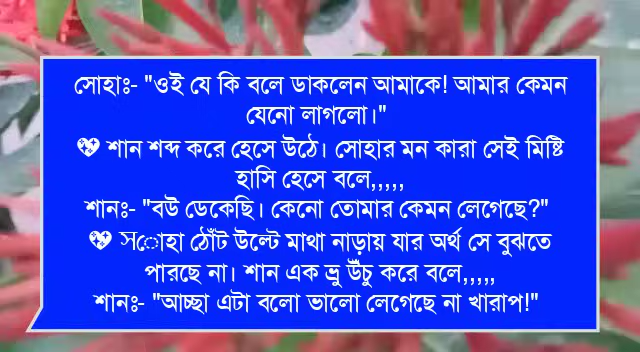 সোহাঃ- "ওই যে কি বলে ডাকলেন আমাকে! আমার কেমন
যেনো লাগলো।"
💖 শান শব্দ করে হেসে উঠে। সোহার মন কারা সেই মিষ্টি
হাসি হেসে বলে,,,,,
শানঃ- "বউ ডেকেছি। কেনো তোমার কেমন লেগেছে?"
💖 সোহা ঠোঁট উল্টে মাথা নাড়ায় যার অর্থ সে বুঝতে
পারছে না। শান এক ভ্রু উঁচু করে বলে,,,,,
শানঃ- "আচ্ছা এটা বলো ভালো লেগেছে না খারাপ!"